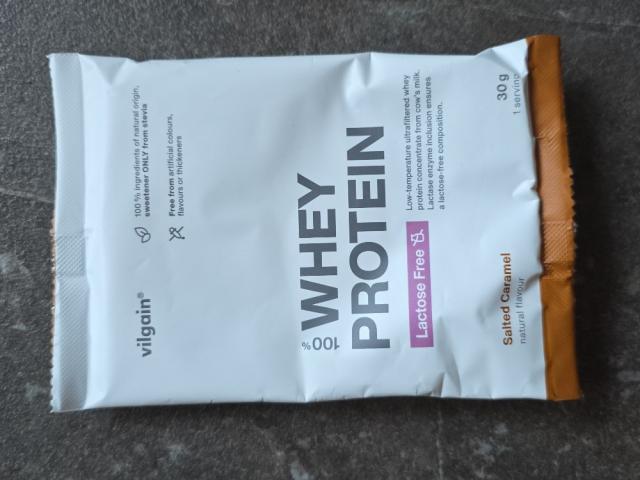 vilgain®
100 % ingredients of natural origin,
sweetener ONLY from stevia
Free from artificial colours,
flavours or thickeners
100% WHEY
PROTEIN
Lactose Free
Low-temperature ultrafiltered whey
protein concentrate from cow's milk.
Lactase enzyme inclusion ensures
a lactose-free composition.
Salted Caramel
natural flavour
30 g
1 serving